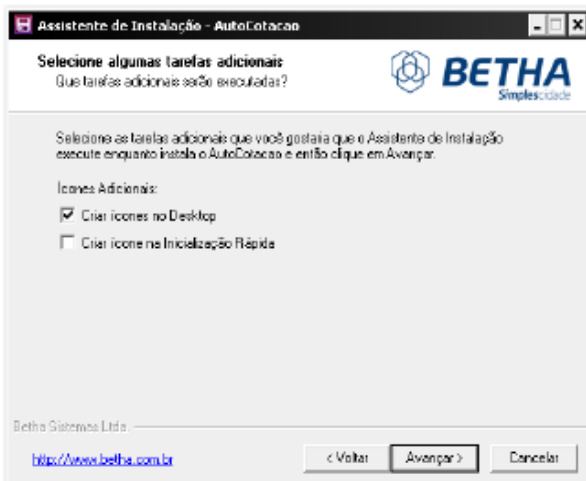 Assistente de Instalação - AutoCotacao
Selecione algumas tarefas adicionais
Que tarefas adicionais serão executadas?
BETHA
Simplescidade
Selecione as tarefas adicionais que você gostaria que o Assistente de Instalação
execute enquanto instala o AutoCotacao e então clique em Avançar.
Ícones Adicionais:
Criar ícones no Desktop
Criar ícone na Inicialização Rápida
Betha Sistemas Ltda.
http://www.betha.com.br
< Voltar
Avançar >
Cancelar